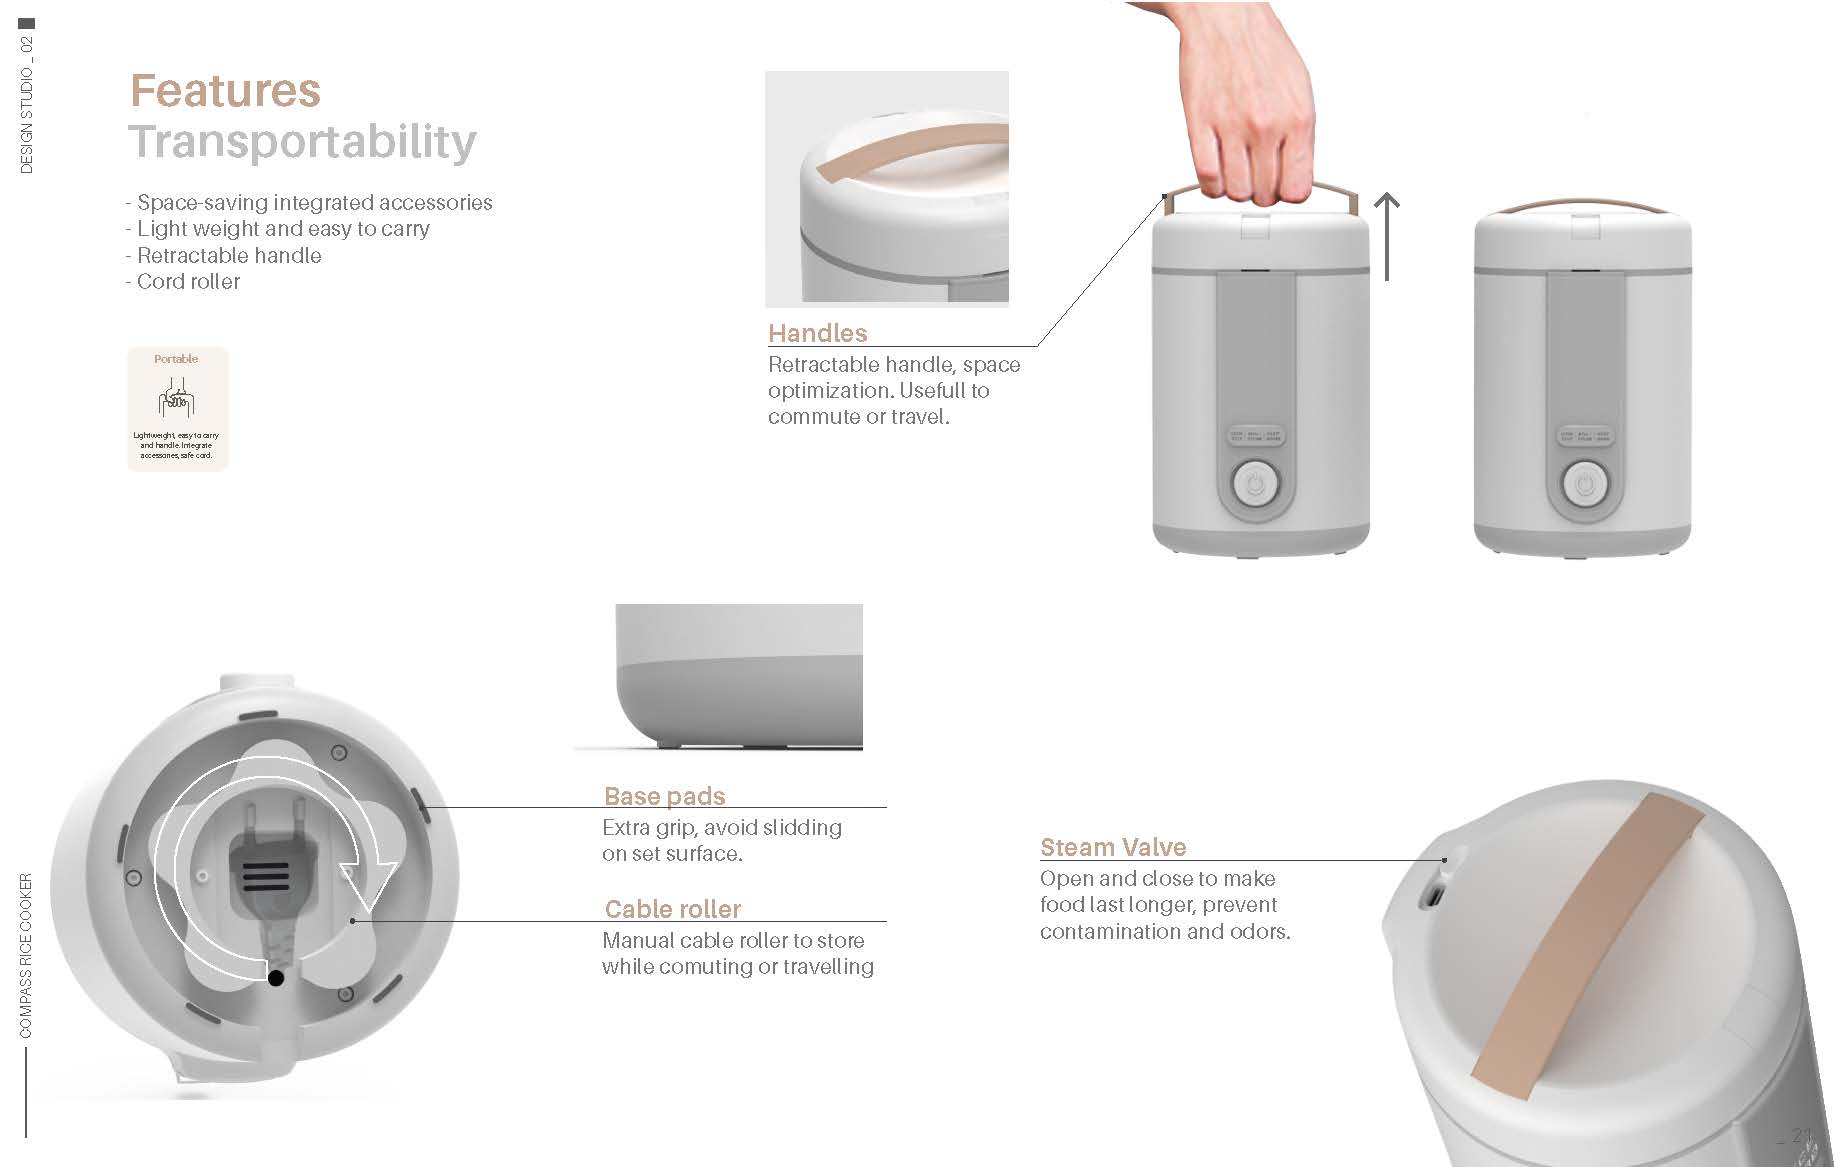 DESIGN STUDIO _ 02
Features
Transportability
- Space-saving integrated accessories
- Light weight and easy to carry
- Retractable handle
- Cord roller
Portable
Lightweight, easy to carry
and handle. Integrate
accessories, safe cord.
Handles
Retractable handle, space
optimization. Usefull to
commute or travel.
Base pads
Extra grip, avoid slidding
on set surface.
Cable roller
Manual cable roller to store
while comuting or travelling
Steam Valve
Open and close to make
food last longer, prevent
contamination and odors.
COMPASS RICE COOKER
_ 21